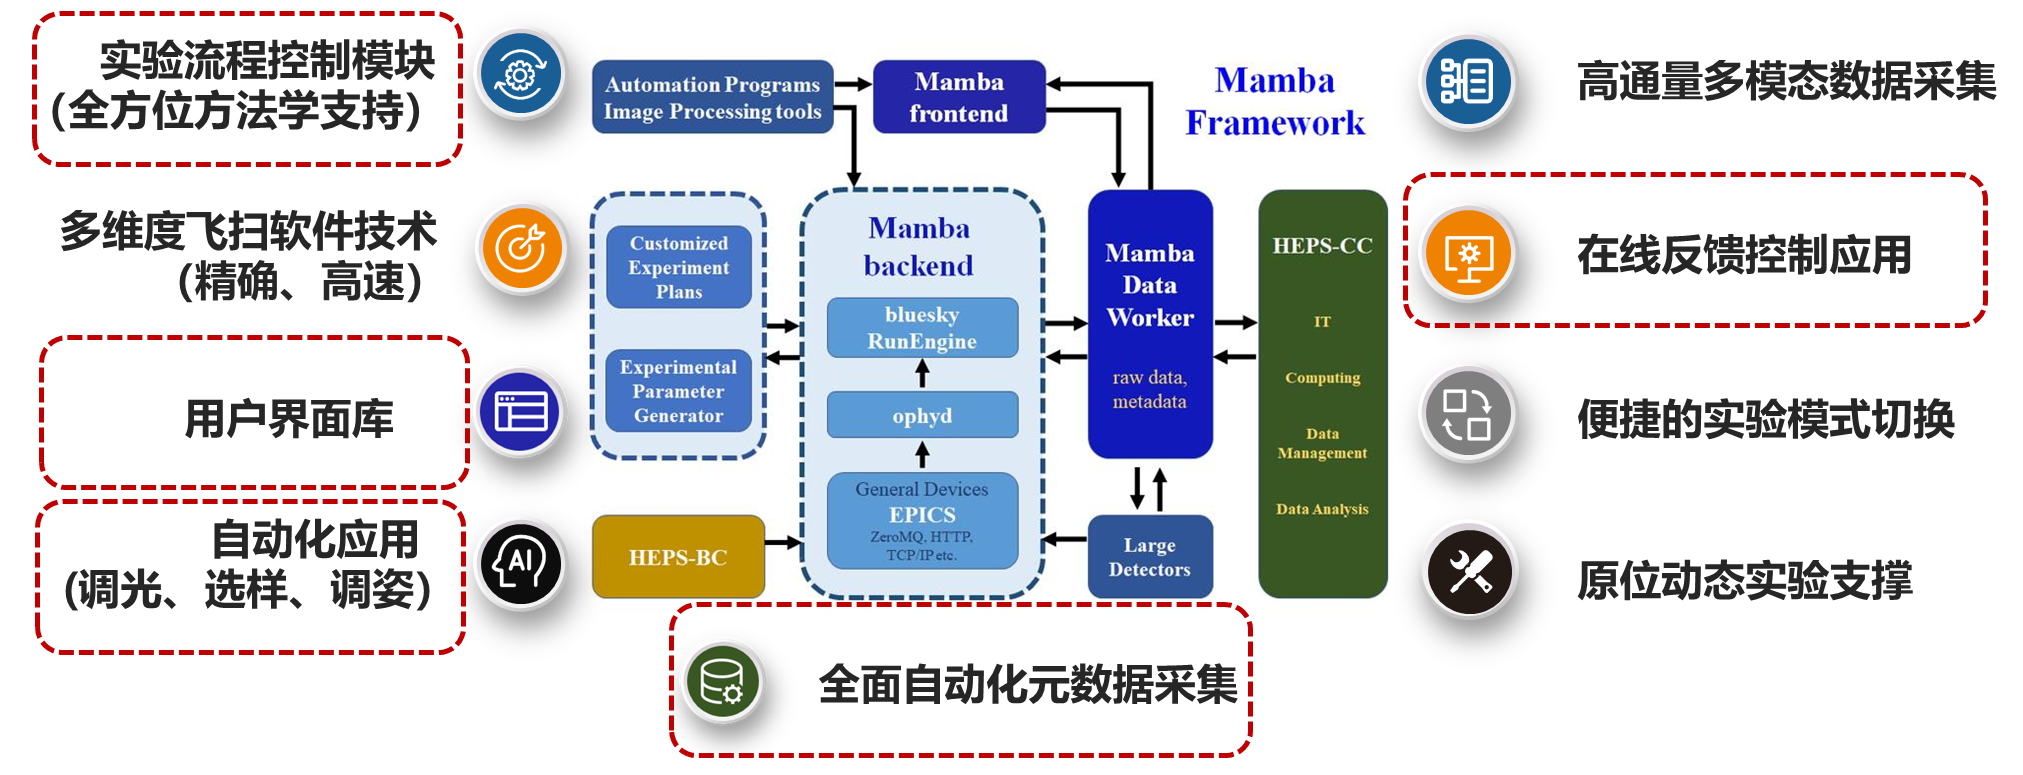 实验流程控制模块
（全方位方法学支持）
多维度飞扫软件技术
（精确、高速）
用户界面库
自动化应用
(调光、选样、调姿）
Automation Programs
Image Processing tools
Mamba
frontend
Mamba
Framework
Customized
Experiment
Plans
Experimental
Parameter
Generator
HEPS-BC
Mamba
backend
bluesky
RunEngine
ophyd
General Devices
EPICS
ZeroMQ, HTTP,
TCP/IP etc.
Mamba
Data
Worker
raw data,
metadata
Large
Detectors
HEPS-CC
IT
Computing
Data
Management
Data Analysis
高通量多模态数据采集
在线反馈控制应用
便捷的实验模式切换
原位动态实验支撑
AI
全面自动化元数据采集